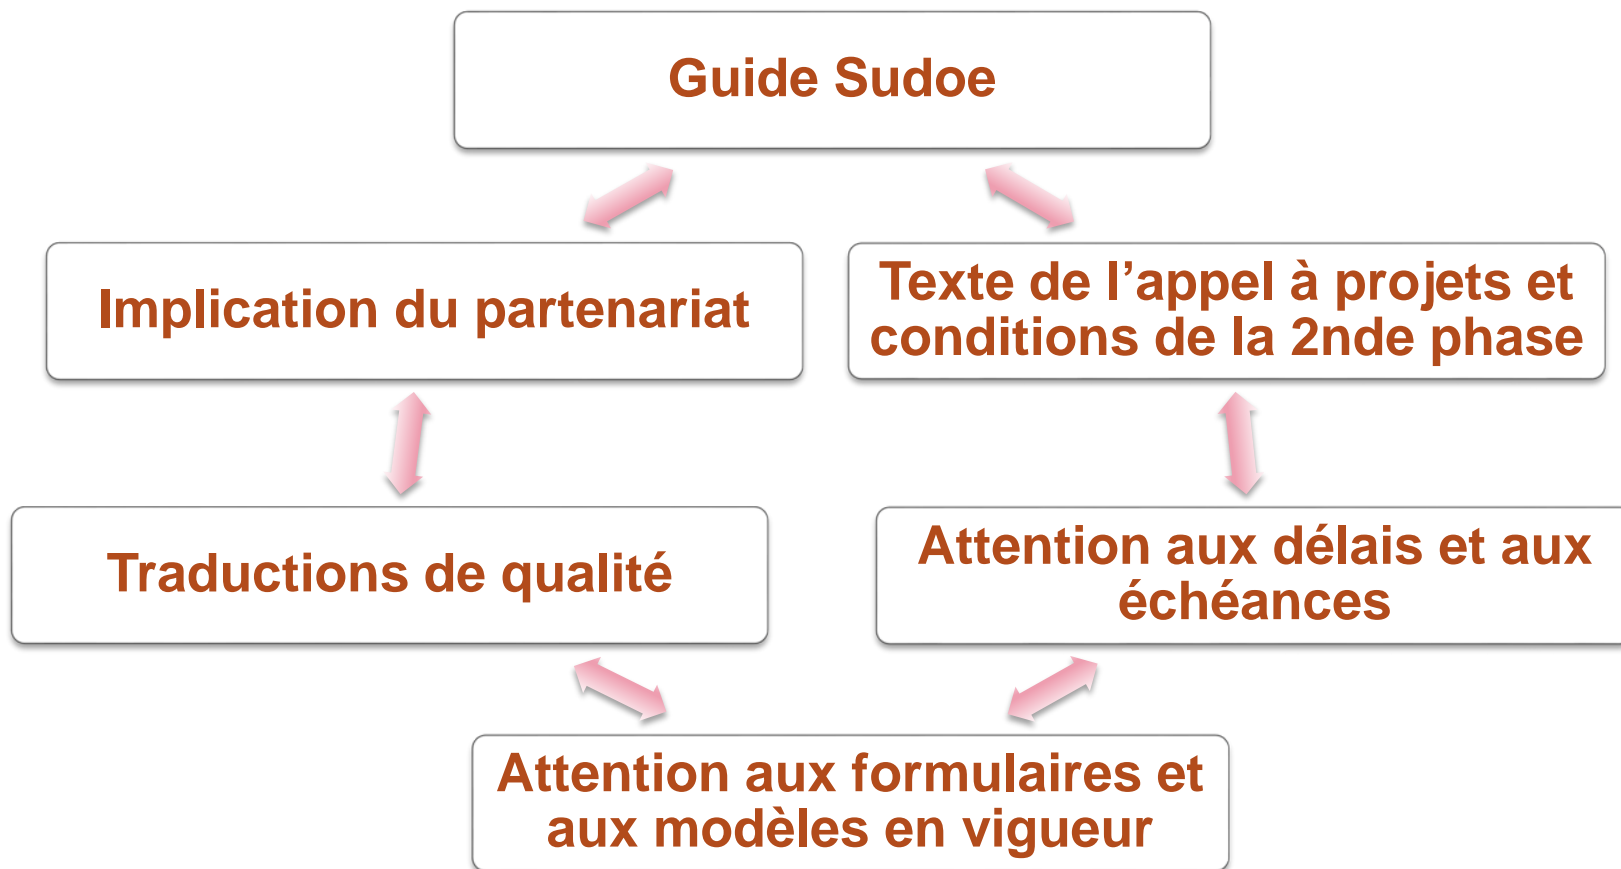 Guide Sudoe
Implication du partenariat
Texte de l’appel à projets et
conditions de la 2nde phase
Traductions de qualité
Attention aux délais et aux
échéances
Attention aux formulaires et
aux modèles en vigueur